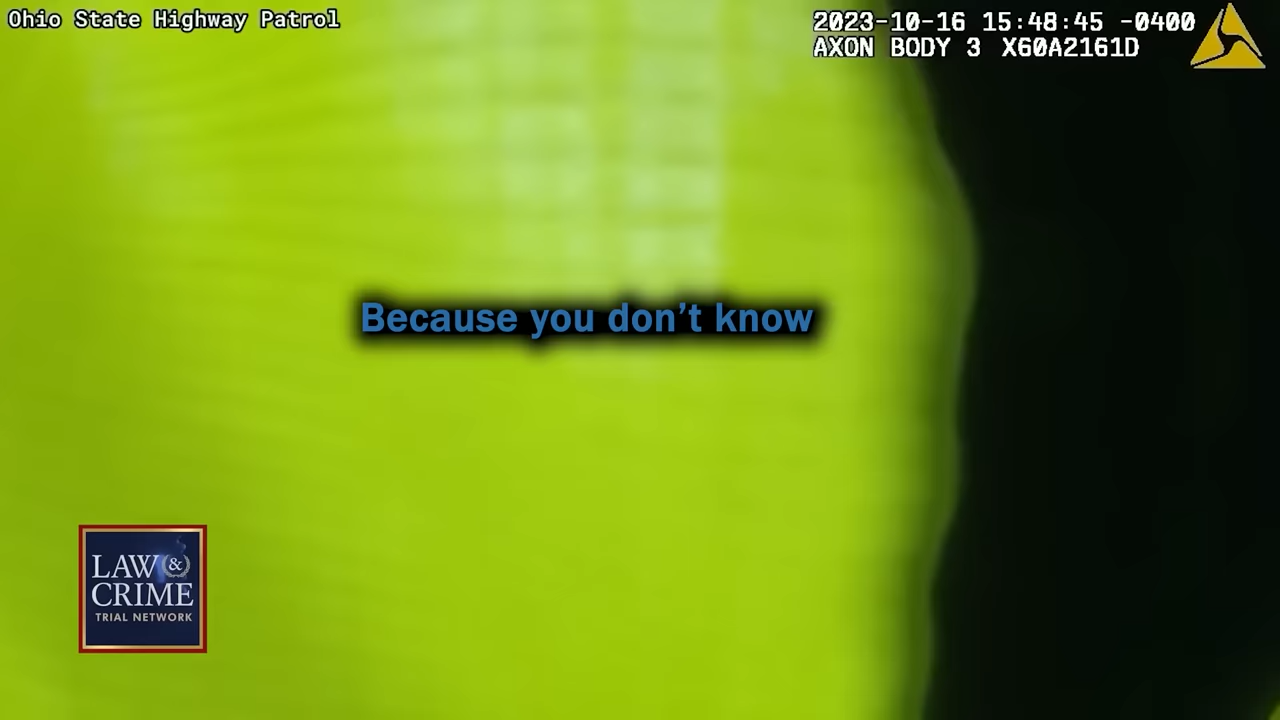 Ohio State Highway Patrol
2023-10-16 15:48:45 -0400
AXON BODY 3 X60A2161D
Because you don't know
LAW &
CRIME
TRIAL NETWORK